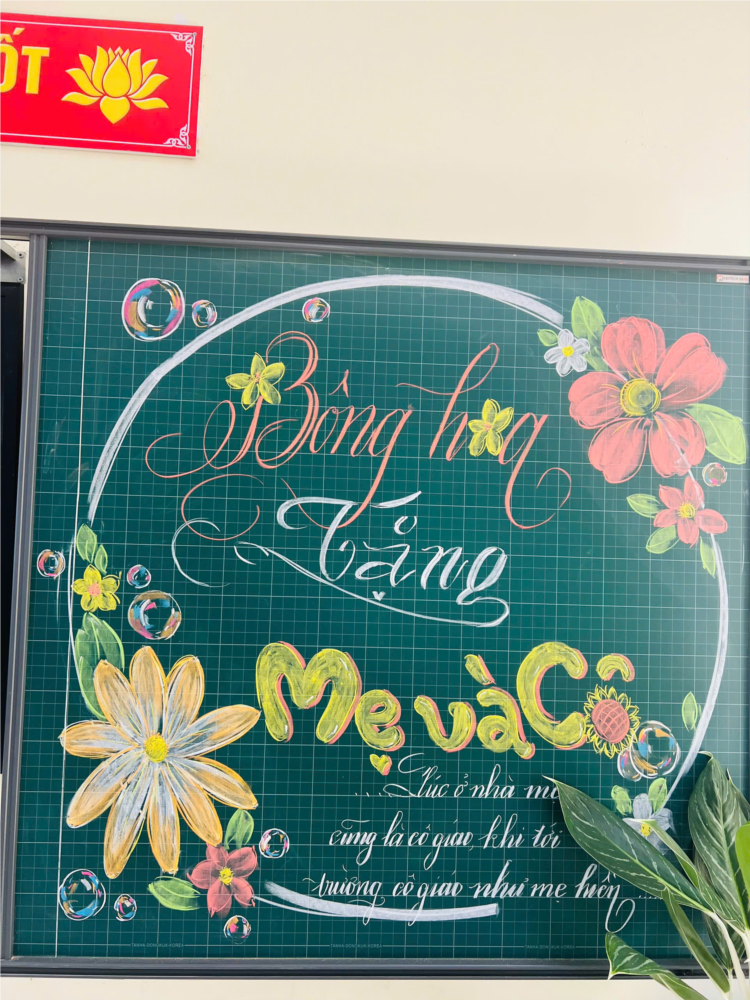 ỐT
Bông hoa
Tặng
Mẹ và Cô
....Lúc ở nhà mẹ
cũng là cô giáo, khi tới
trường cô giáo như mẹ hiền ....